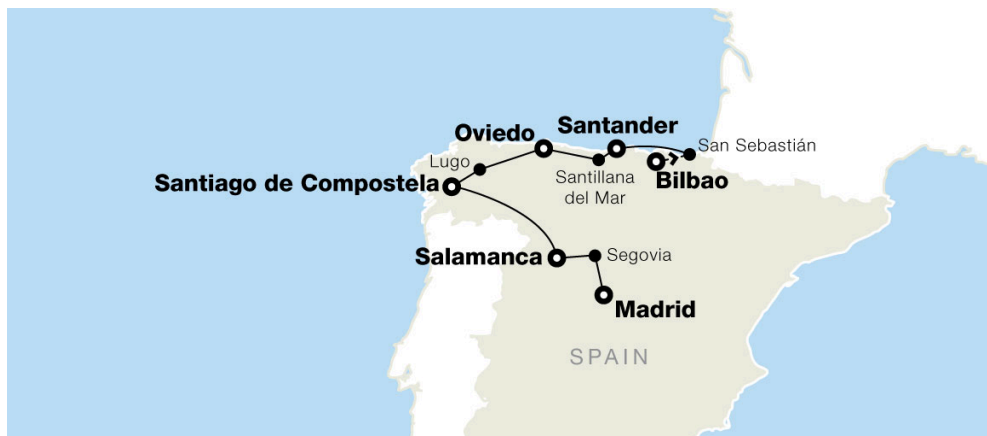 Oviedo
Santander
San Sebastián
Lugo
Santillana
del Mar
Bilbao
Santiago de Compostela
Salamanca
Segovia
Madrid
SPAIN